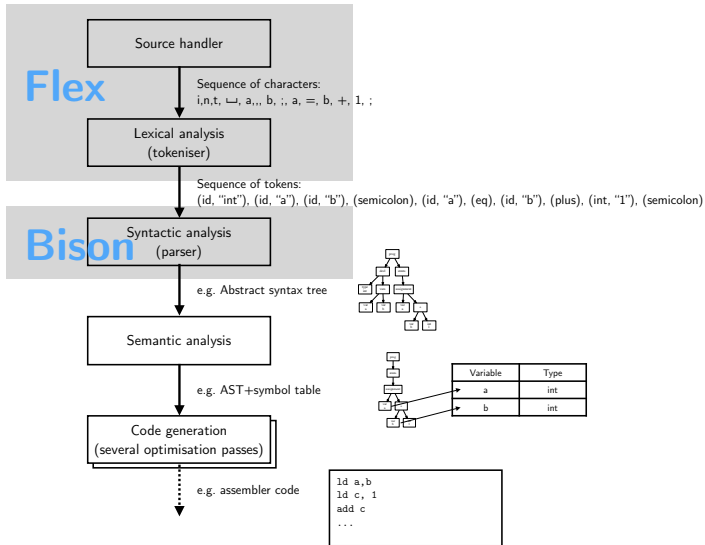 Source handler
Flex
Sequence of characters:
i,n,t, ⌴, a,,, b, ;, a, =, b, +, 1, ;
Lexical analysis
(tokeniser)
Sequence of tokens:
(id, “int”), (id, “a”), (id, “b”), (semicolon), (id, “a”), (eq), (id, “b”), (plus), (int, “1”), (semicolon)
Bison
Syntactic analysis
(parser)
e.g. Abstract syntax tree
Semantic analysis
e.g. AST+symbol table
Variable Type
a int
b int
Code generation
(several optimisation passes)
e.g. assembler code
ld a,b
ld c, 1
add c
...